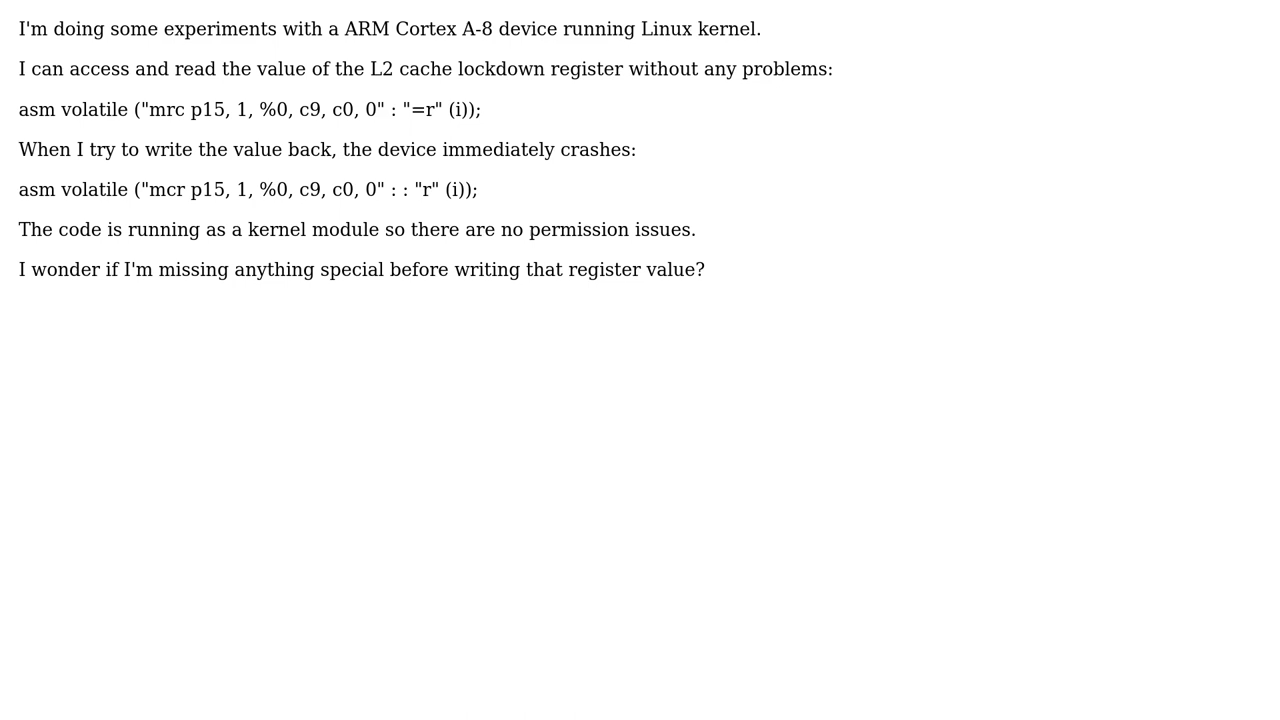 I'm doing some experiments with a ARM Cortex A-8 device running Linux kernel.
I can access and read the value of the L2 cache lockdown register without any problems:
asm volatile ("mrc p15, 1, %0, c9, c0, 0" : "=r" (i));
When I try to write the value back, the device immediately crashes:
asm volatile ("mcr p15, 1, %0, c9, c0, 0" : : "r" (i));
The code is running as a kernel module so there are no permission issues.
I wonder if I'm missing anything special before writing that register value?